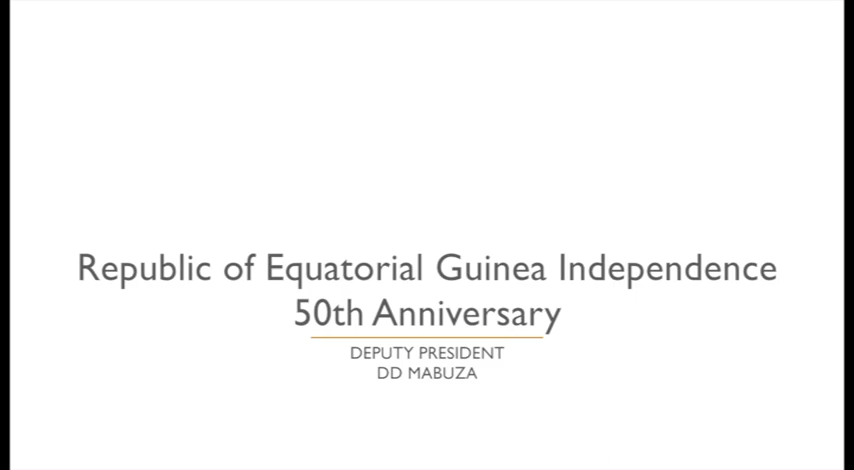 Republic of Equatorial Guinea Independence
50th Anniversary
DEPUTY PRESIDENT
DD MABUZA